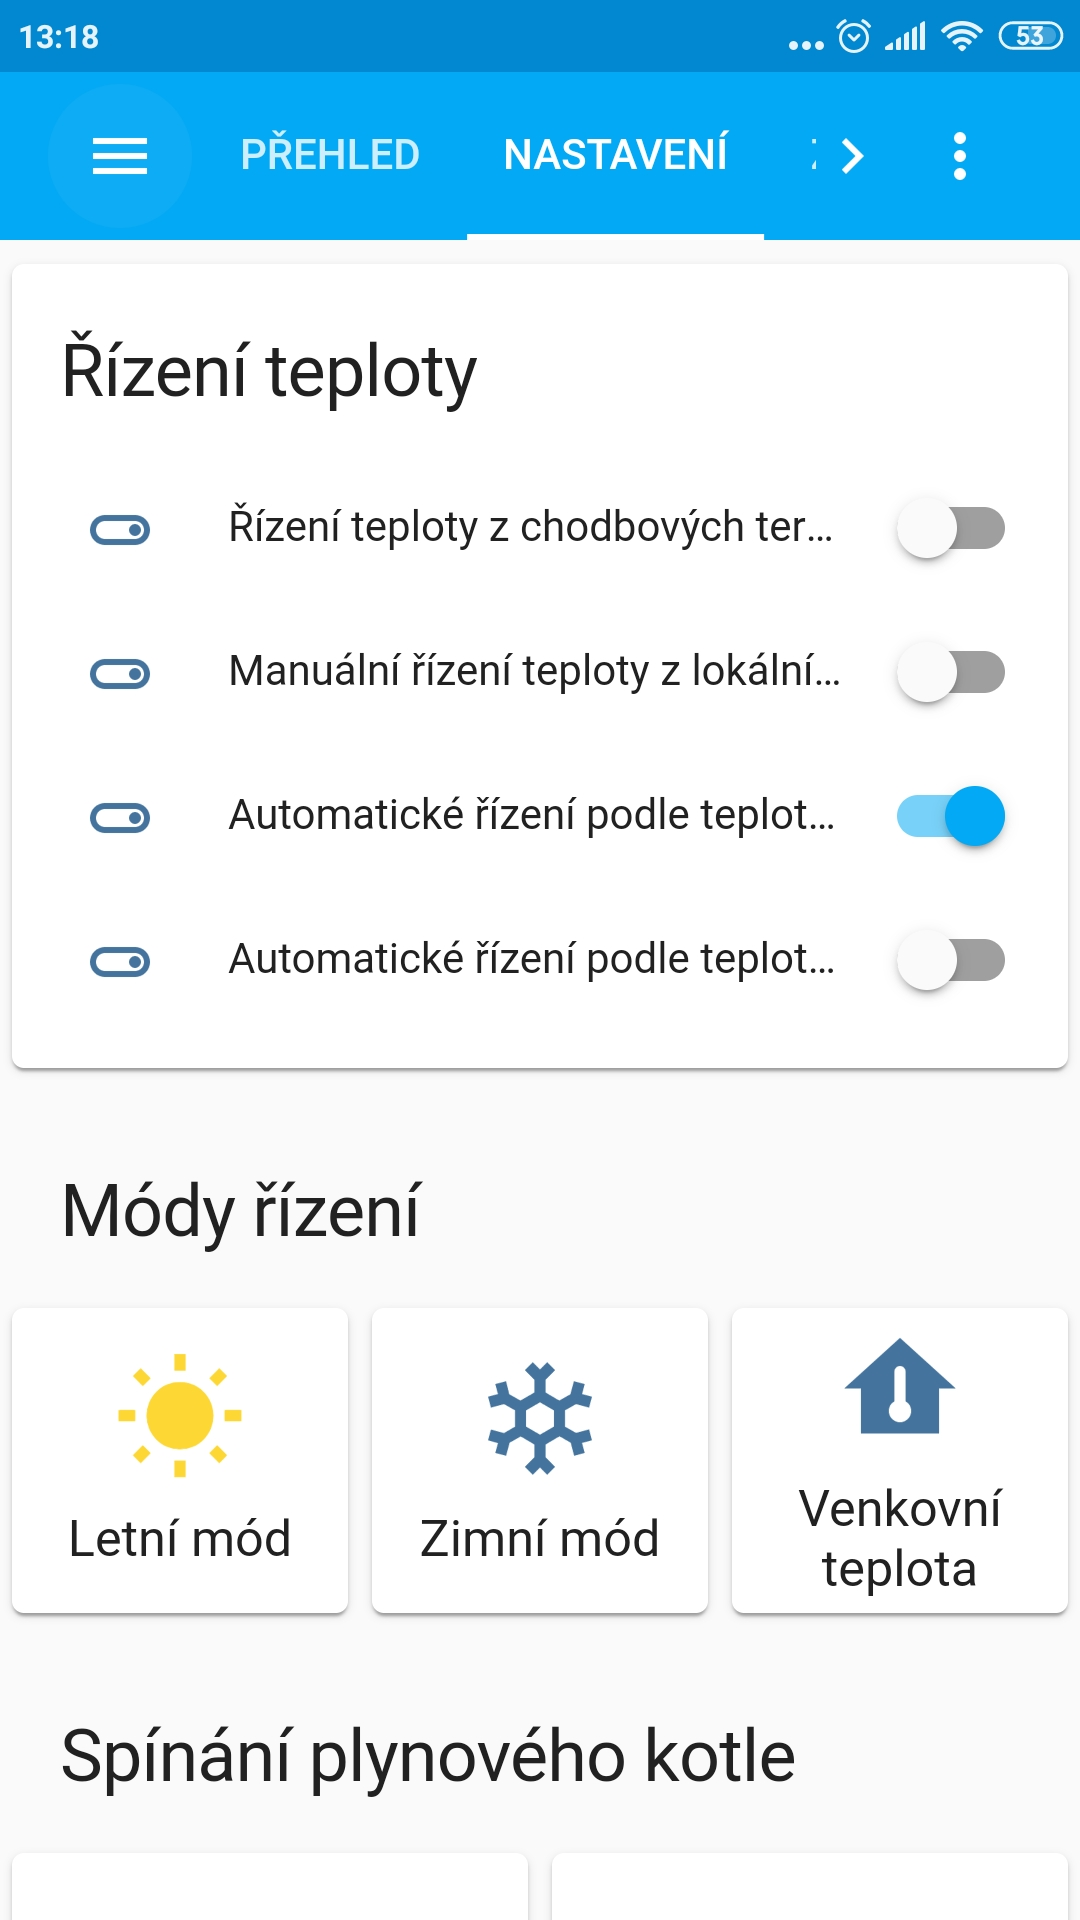 13:18
53
PŘEHLED
NASTAVENÍ
Řízení teploty
Řízení teploty z chodbových ter...
Manuální řízení teploty z lokální...
Automatické řízení podle teplot...
Automatické řízení podle teplot...
Módy řízení
Letní mód
Zimní mód
Venkovní
teplota
Spínání plynového kotle